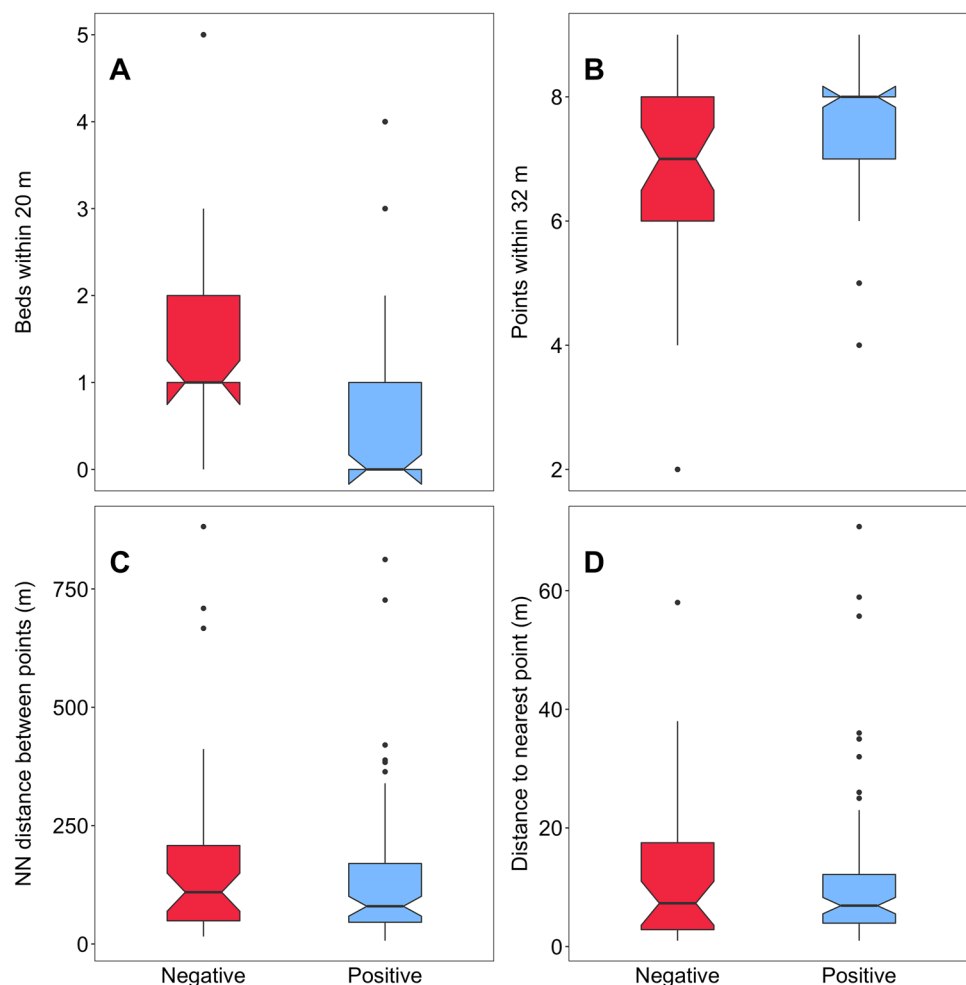 A
Beds within 20 m
5
4
3
2
1
0
B
Points within 32 m
8
6
4
2
C
NN distance between points (m)
750
500
250
0
Negative
Positive
D
Distance to nearest point (m)
60
40
20
0
Negative
Positive